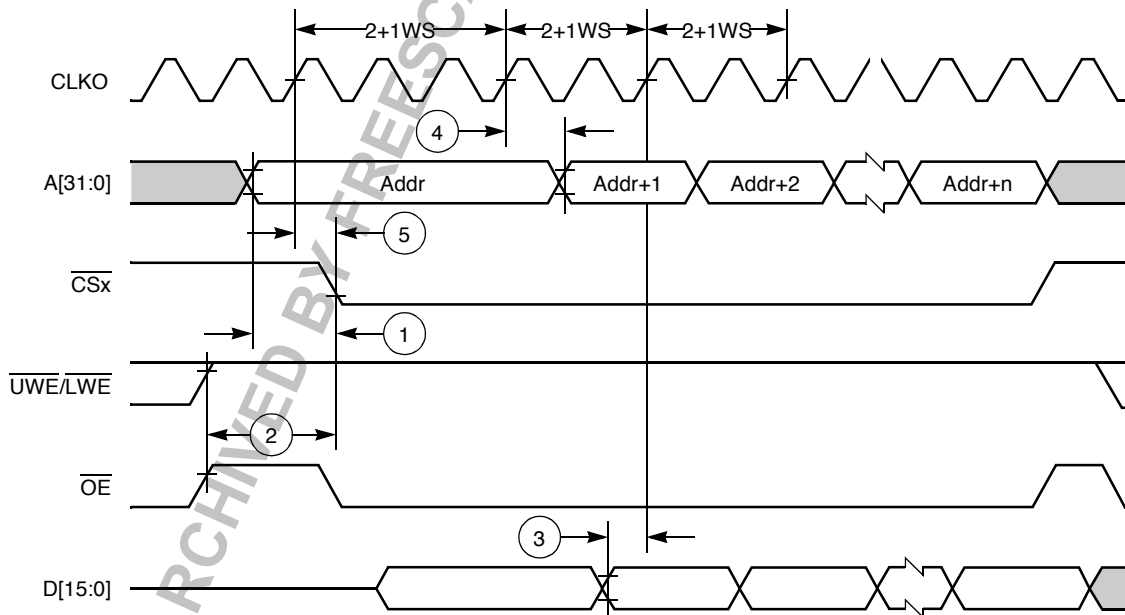 2+1WS 2+1WS 2+1WS
CLKO
4
A[31:0] Addr Addr+1 Addr+2 Addr+n
5
CSx
1
UWE/LWE
2
OE
3
D[15:0]
RCHIVED BY FREESC